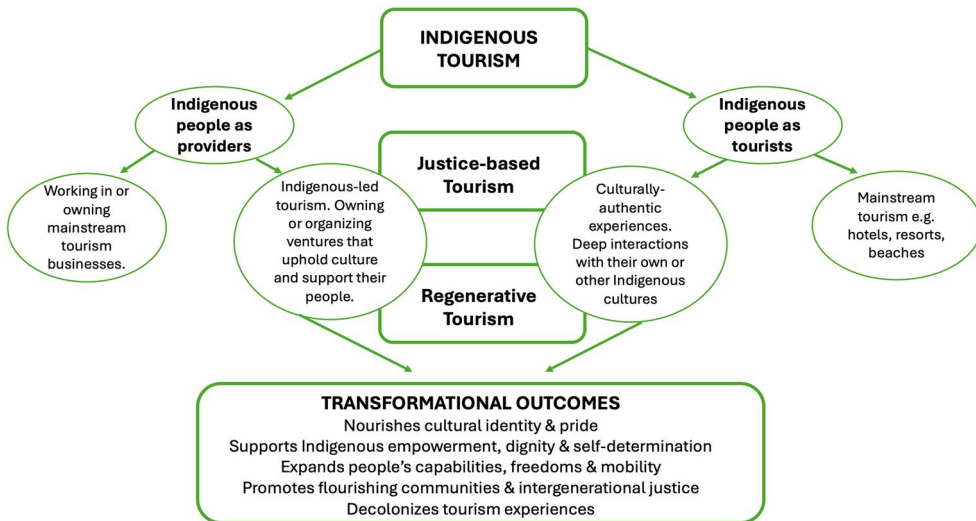 INDIGENOUS
TOURISM
Indigenous
people as
providers
Indigenous
people as
tourists
Justice-based
Tourism
Working in or
owning
mainstream
tourism
businesses.
Indigenous-led
tourism. Owning
or organizing
ventures that
uphold culture
and support their
people.
Culturally-
authentic
experiences.
Deep interactions
with their own or
other Indigenous
cultures
Mainstream
tourism e.g.
hotels, resorts,
beaches
Regenerative
Tourism
TRANSFORMATIONAL OUTCOMES
Nourishes cultural identity & pride
Supports Indigenous empowerment, dignity & self-determination
Expands people's capabilities, freedoms & mobility
Promotes flourishing communities & intergenerational justice
Decolonizes tourism experiences